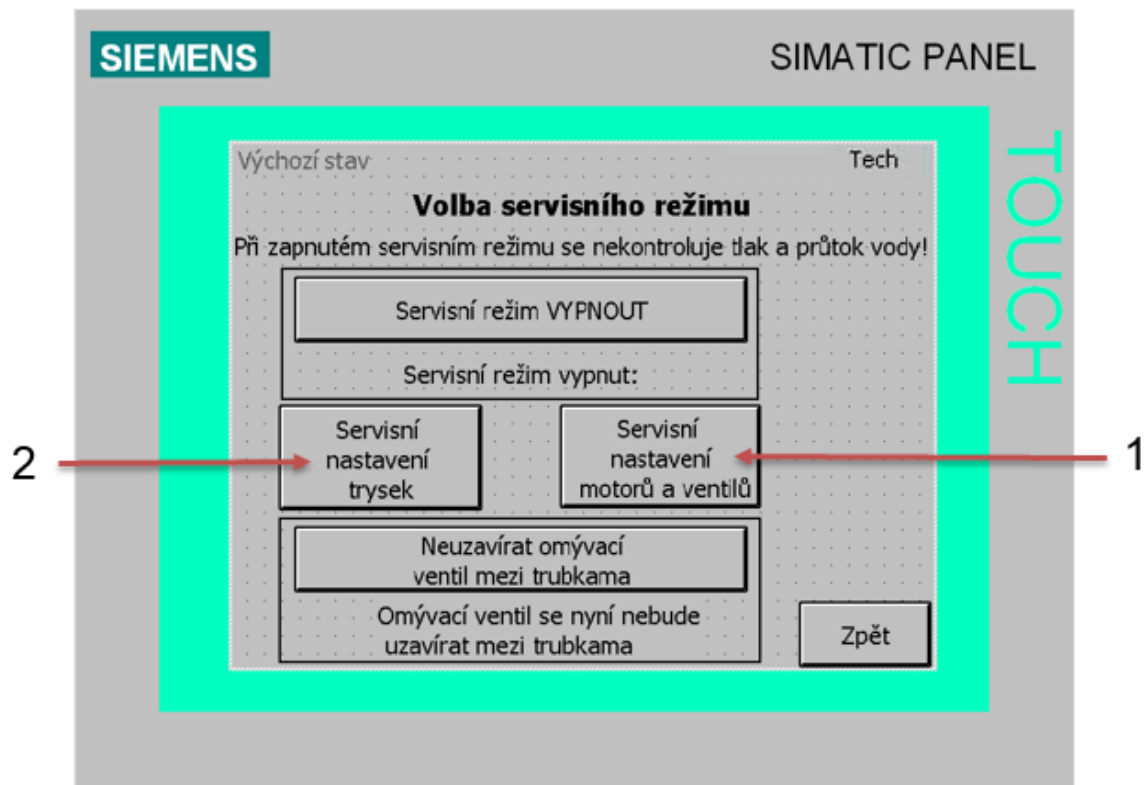 SIEMENS
SIMATIC PANEL
TOUCH
Výchozí stav
Tech
Volba servisního režimu
Při zapnutém servisním režimu se nekontroluje tlak a průtok vody!
Servisní režim VYPNOUT
Servisní režim vypnut:
2
Servisní
nastavení
trysek
Servisní
nastavení
motorů a ventilů
1
Neuzavírat omývací
ventil mezi trubkama
Omývací ventil se nyní nebude
uzavírat mezi trubkama
Zpět